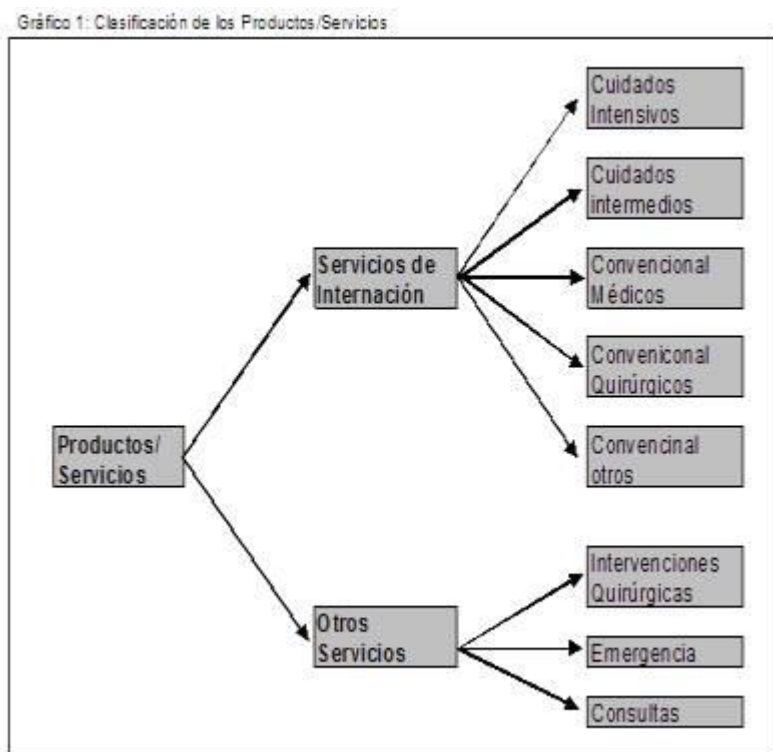 Gráfico 1: Clasificación de los Productos/Servicios
Cuidados
Intensivos
Cuidados
intermedios
Servicios de
Internación
Convencional
Médicos
Conveniconal
Quirúrgicos
Productos/
Servicios
Convencinal
otros
Intervenciones
Quirúrgicas
Otros
Servicios
Emergencia
Consultas